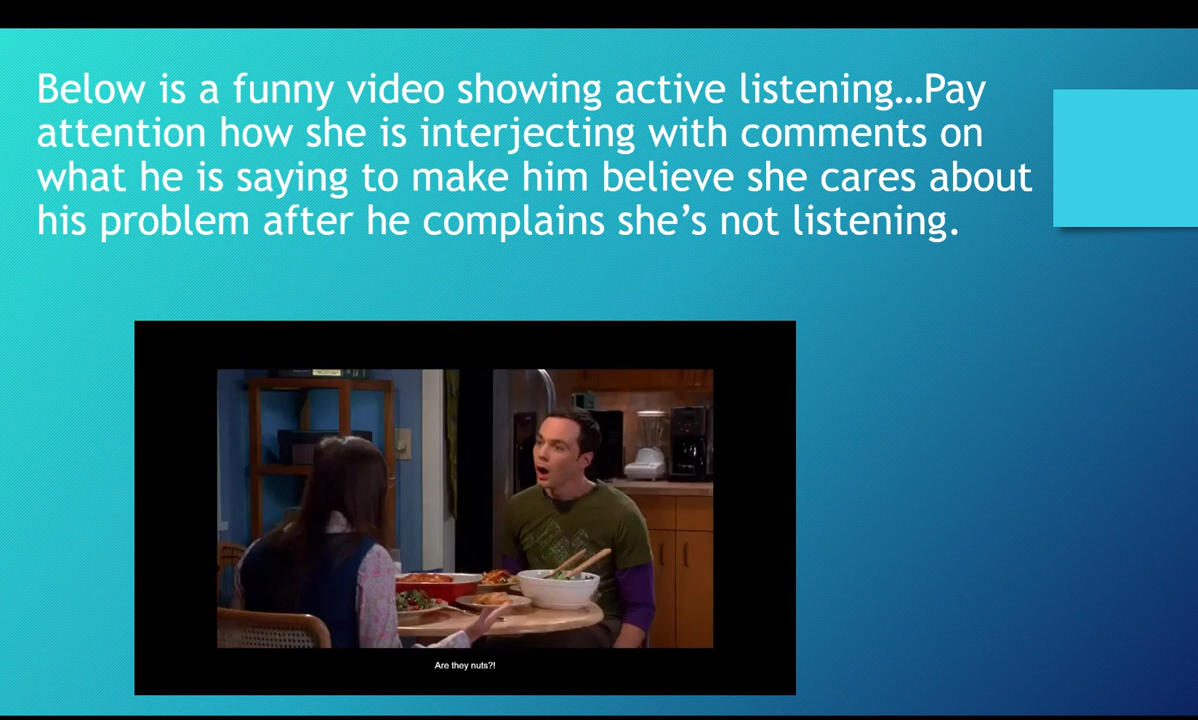 Below is a funny video showing active listening…Pay
attention how she is interjecting with comments on
what he is saying to make him believe she cares about
his problem after he complains she’s not listening.
Are they nuts?!